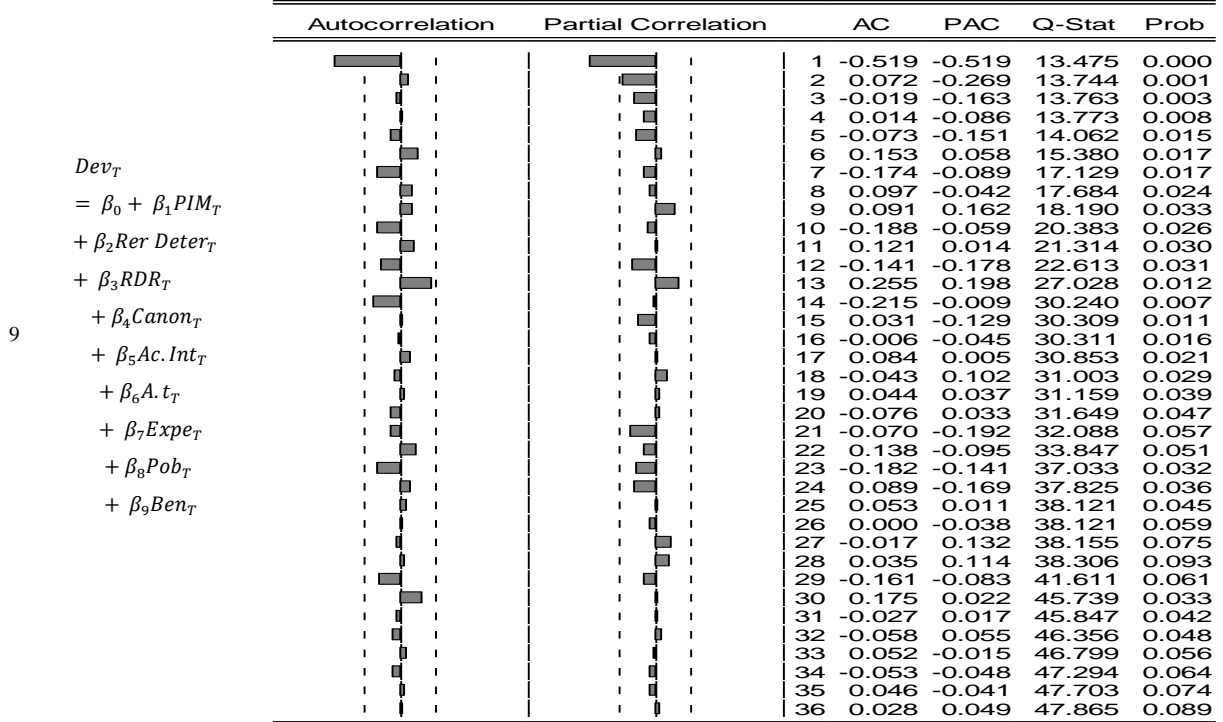 Autocorrelation Partial Correlation AC PAC Q-Stat Prob
1 -0.519 -0.519 13.475 0.000
2 0.072 -0.269 13.744 0.001
3 -0.019 -0.163 13.763 0.003
4 0.014 -0.086 13.773 0.008
5 -0.073 -0.151 14.062 0.015
6 0.153 0.058 15.380 0.017
7 -0.174 -0.089 17.129 0.017
8 0.097 -0.042 17.684 0.024
9 0.091 0.162 18.190 0.033
10 -0.188 -0.059 20.383 0.026
11 0.121 0.014 21.314 0.030
12 -0.141 -0.178 22.613 0.031
13 0.255 0.198 27.028 0.012
14 -0.215 -0.009 30.240 0.007
15 0.031 -0.129 30.309 0.011
16 -0.006 -0.045 30.311 0.016
17 0.084 0.005 30.853 0.021
18 -0.043 0.102 31.003 0.029
19 0.044 0.037 31.159 0.039
20 -0.076 0.033 31.649 0.047
21 -0.070 -0.192 32.088 0.057
22 0.138 -0.095 33.847 0.051
23 -0.182 -0.141 37.033 0.032
24 0.089 -0.169 37.825 0.036
25 0.053 0.011 38.121 0.045
26 0.000 -0.038 38.121 0.059
27 -0.017 0.132 38.155 0.075
28 0.035 0.114 38.306 0.093
29 -0.161 -0.083 41.611 0.061
30 0.175 0.022 45.739 0.033
31 -0.027 0.017 45.847 0.042
32 -0.058 0.055 46.356 0.048
33 0.052 -0.015 46.799 0.056
34 -0.053 -0.048 47.294 0.064
35 0.046 -0.041 47.703 0.074
36 0.028 0.049 47.865 0.089
9
Dev_T
= β_0 + β_1PIM_T
+ β_2Rer Deter_T
+ β_3RDR_T
+ β_4Canon_T
+ β_5Ac.Int_T
+ β_6A.t_T
+ β_7Expe_T
+ β_8Pob_T
+ β_9Ben_T